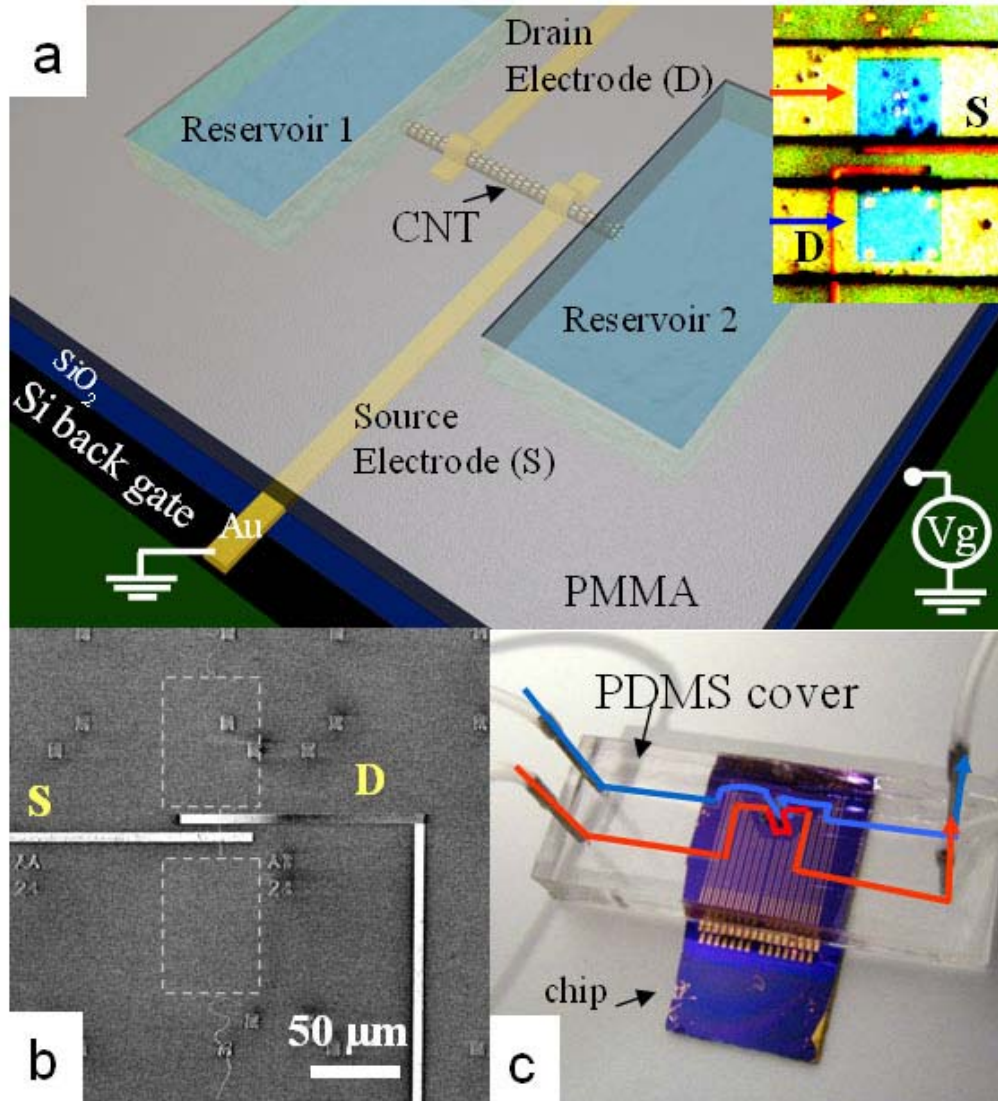 a
Drain
Electrode (D)
Reservoir 1
CNT
S
D
Reservoir 2
SiO₂
Si back gate
Source
Electrode (S)
Au
Vg
PMMA
b
S
D
24
50 µm
c
PDMS cover
chip